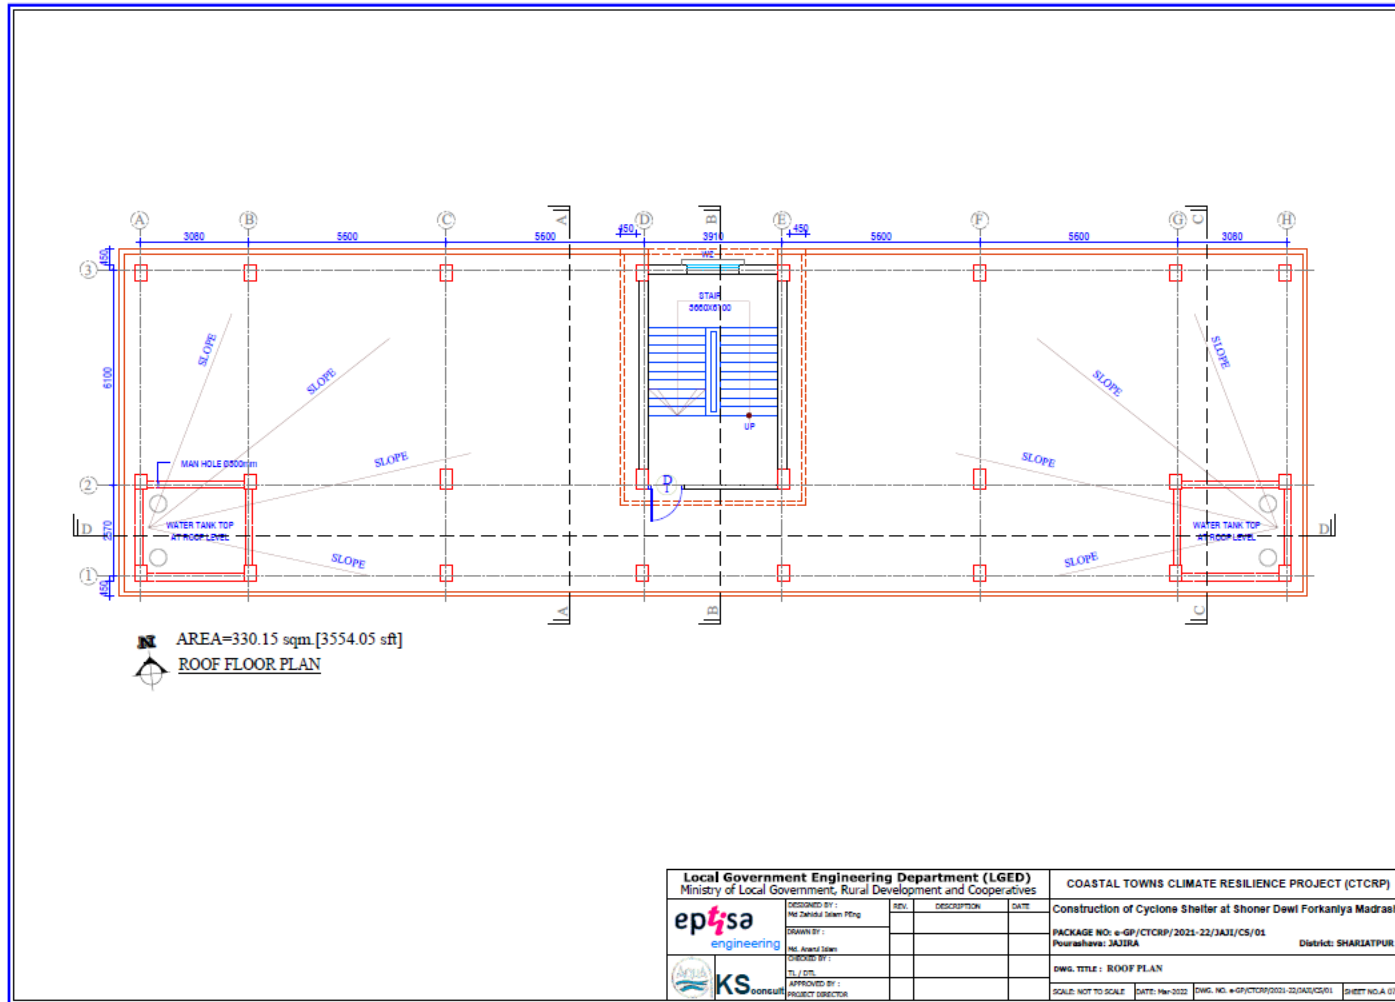 A B C A D B E F G C H
3080 5600 5600 450 3910 450 5600 5600 3080
450
3
W2
STAIR
3660X6100
SLOPE
SLOPE
SLOPE
SLOPE
6100
UP
SLOPE
SLOPE
MAN HOLE Ø600mm
2
D
1
D
2570
WATER TANK TOP
AT ROOF LEVEL
WATER TANK TOP
AT ROOF LEVEL
D
SLOPE
SLOPE
1
450
A B C
N
AREA=330.15 sqm.[3554.05 sft]
ROOF FLOOR PLAN
Local Government Engineering Department (LGED)
Ministry of Local Government, Rural Development and Cooperatives
COASTAL TOWNS CLIMATE RESILIENCE PROJECT (CTCRP)
eptisa
engineering
KSonsult
DESIGNED BY :
Md Zahidul Islam PEng
DRAWN BY :
Md. Anarul Islam
CHECKED BY :
TL / DTL
APPROVED BY :
PROJECT DIRECTOR
REV. DESCRIPTION DATE
Construction of Cyclone Shelter at Shoner Dewl Forkaniya Madras
PACKAGE NO: e-GP/CTCRP/2021-22/JAJI/CS/01
Pourashava: JAJIRA District: SHARIATPUR
DWG. TITLE : ROOF PLAN
SCALE: NOT TO SCALE DATE: Mar-2022 DWG. NO. e-GP/CTCRP/2021-22/JAJI/CS/01 SHEET NO.A